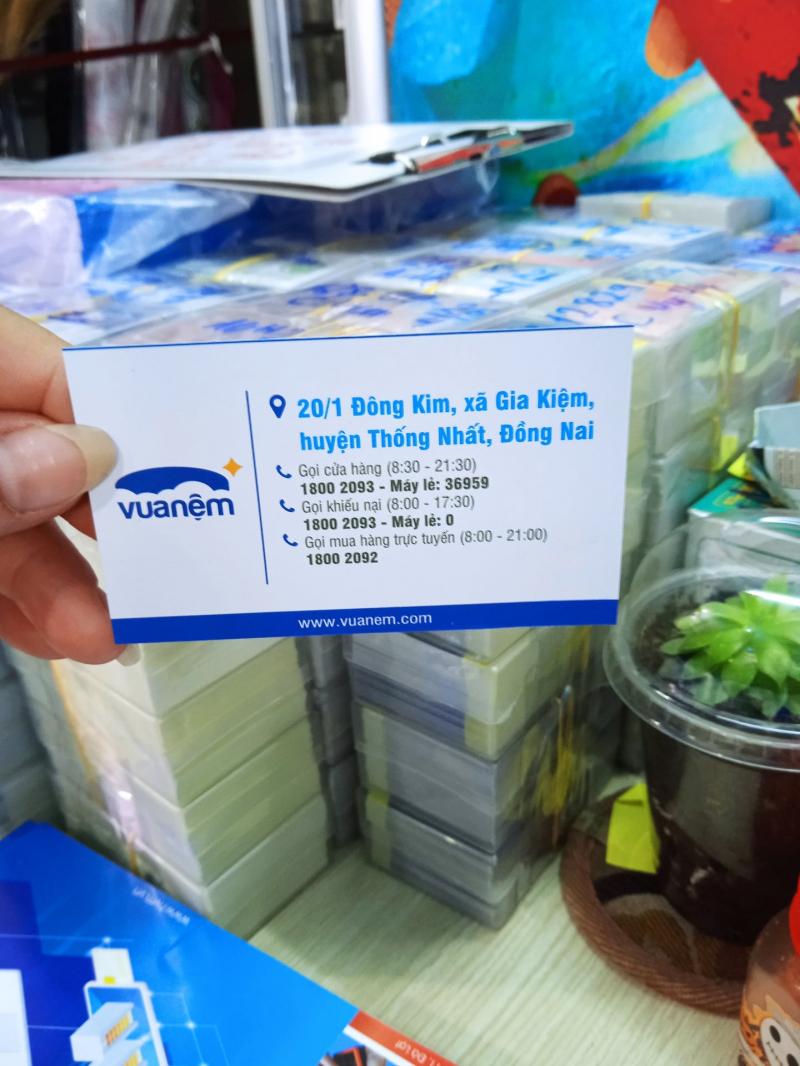 vuanệm
20/1 Đông Kim, xã Gia Kiệm,
huyện Thống Nhất, Đồng Nai
Gọi cửa hàng (8:30 - 21:30)
1800 2093 - Máy lẻ: 36959
Gọi khiếu nại (8:00 - 17:30)
1800 2093 - Máy lẻ: 0
Gọi mua hàng trực tuyến (8:00 - 21:00)
1800 2092
www.vuanem.com